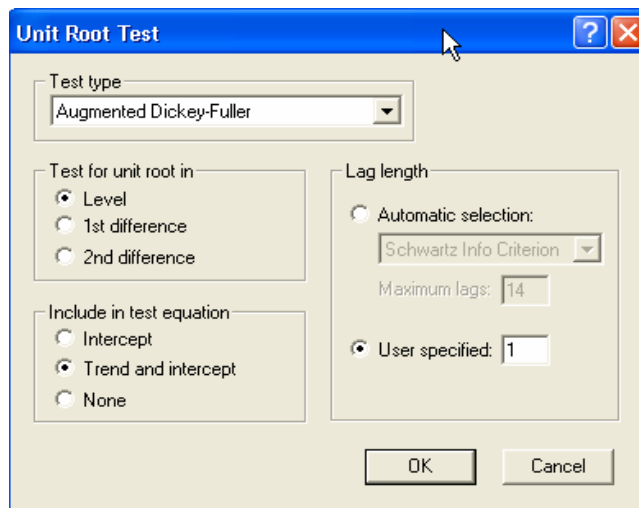 Unit Root Test
Test type
Augmented Dickey-Fuller
Test for unit root in
Level
1st difference
2nd difference
Include in test equation
Intercept
Trend and intercept
None
Lag length
Automatic selection:
Schwartz Info Criterion
Maximum lags: 14
User specified: 1
OK
Cancel